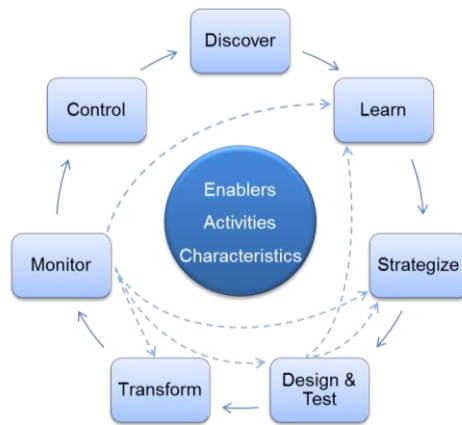 Discover
Control
Learn
Enablers
Activities
Characteristics
Monitor
Strategize
Transform
Design &
Test